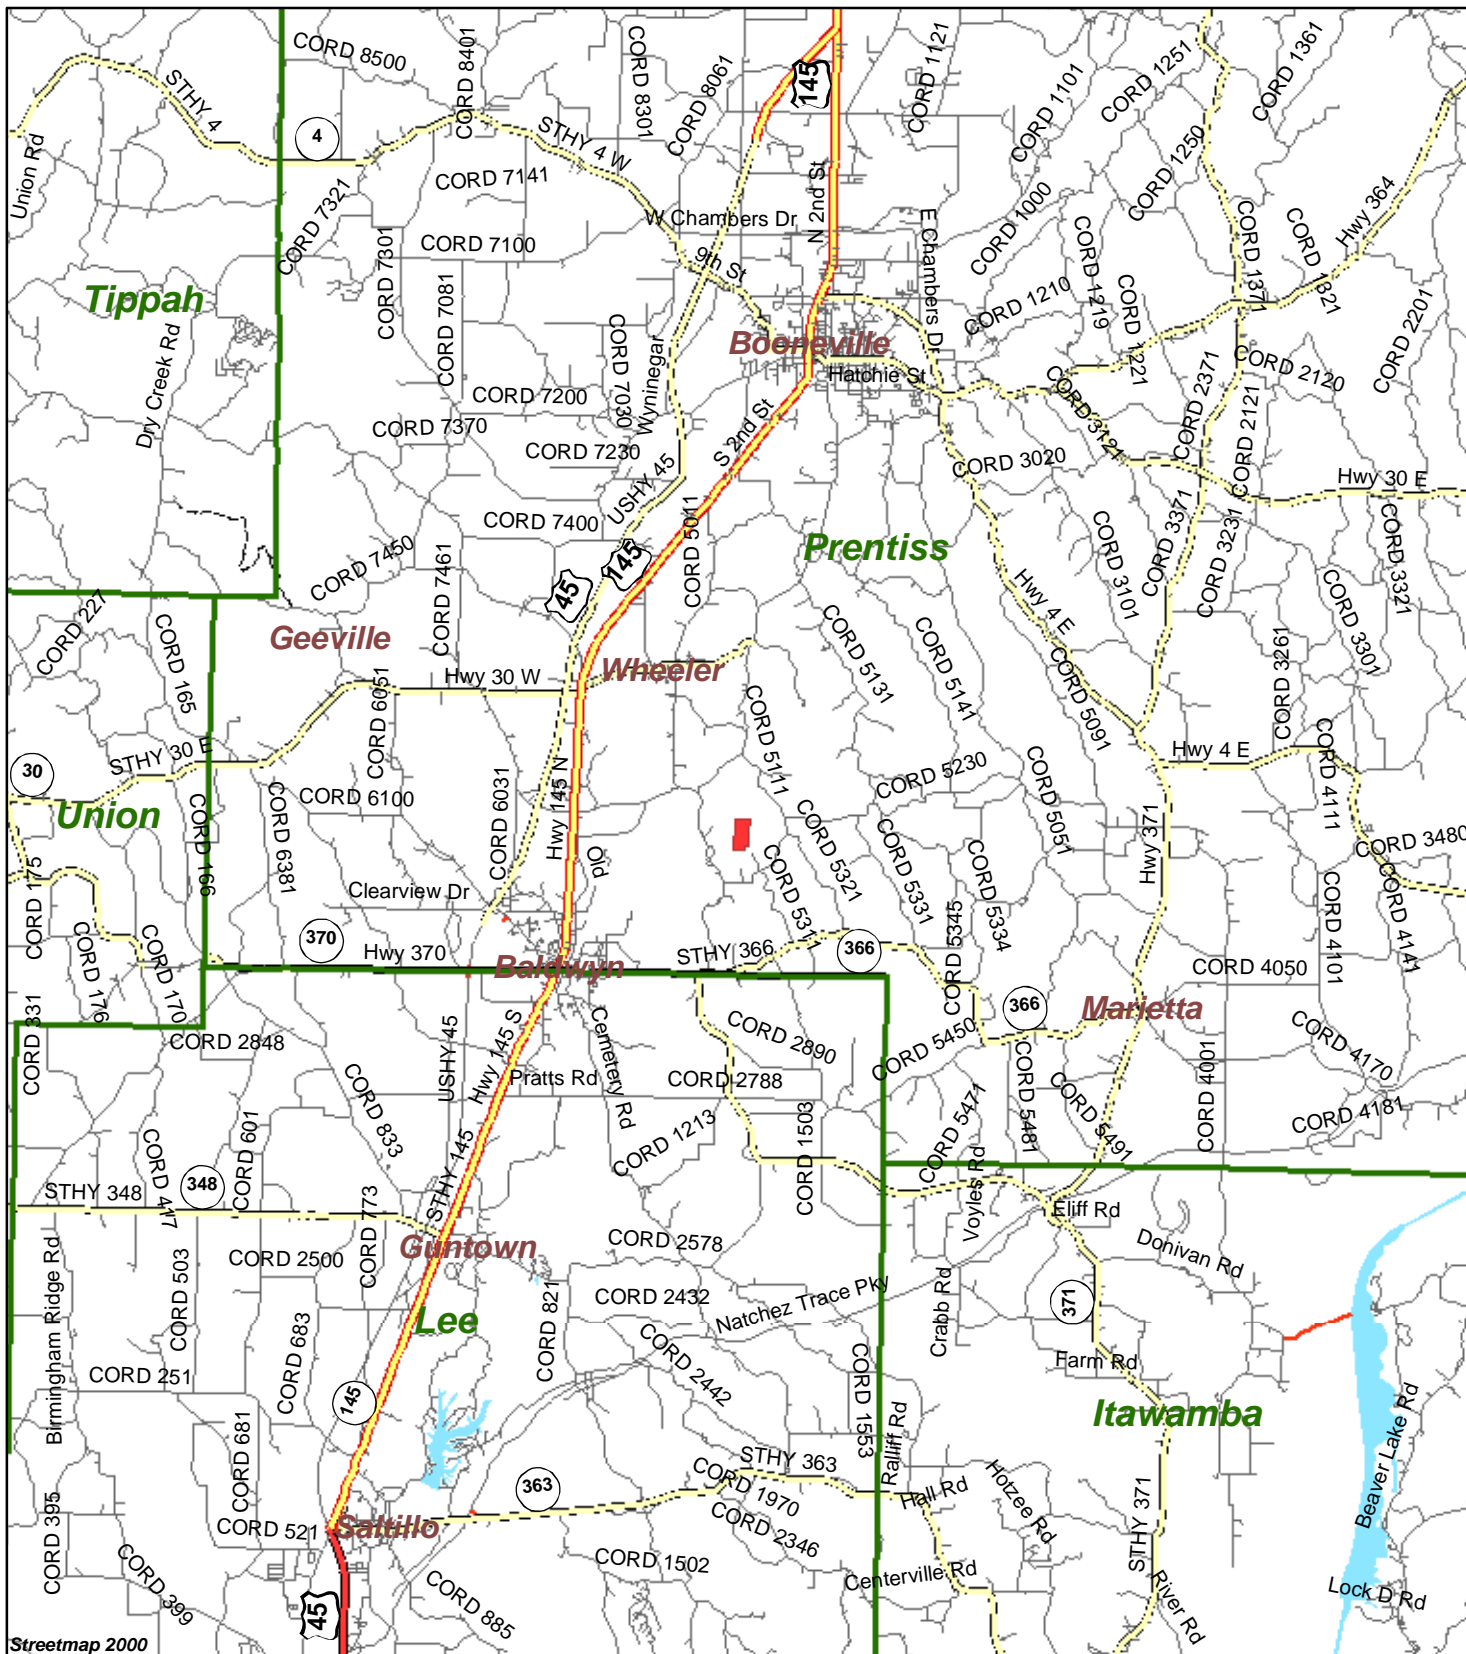 CORD 8500
CORD 8401
CORD 8301
CORD 8061
145
CORD 1121
CORD 1101
CORD 1251
CORD 1361
STHY 4
4
STHY 4 W
CORD 1250
Union Rd
CORD 7321
CORD 7141
W Chambers Dr
N 2nd St
E Chambers Dr
CORD 1000
CORD 1219
CORD 1371
CORD 1321
Hwy 364
CORD 7301
CORD 7100
9th St
Tippah
CORD 7081
CORD 1210
CORD 1221
CORD 2201
Dry Creek Rd
CORD 7030
Wyninegar
Booneville
Hatchie St
CORD 2371
CORD 2120
CORD 7200
CORD 3121
CORD 2121
CORD 7370
CORD 7230
S 2nd St
CORD 3020
Hwy 30 E
USHY 45
CORD 7400
CORD 5011
Prentiss
CORD 3371
CORD 3231
CORD 3321
CORD 7450
CORD 7461
45
145
CORD 3101
CORD 227
CORD 165
Geeville
Hwy 4 E
CORD 3261
CORD 3301
CORD 5131
CORD 5141
CORD 5091
Wheeler
Hwy 30 W
CORD 6051
STHY 30 E
30
CORD 5111
CORD 5230
CORD 5051
Hwy 4 E
CORD 4111
Union
CORD 6100
CORD 6031
Hwy 145 N
Old
CORD 166
CORD 6381
CORD 5321
CORD 5331
CORD 5334
Hwy 371
CORD 3480
CORD 175
Clearview Dr
CORD 5311
CORD 5345
CORD 4101
CORD 4141
CORD 176
CORD 170
370
Hwy 370
Baldwyn
STHY 366
366
CORD 4050
CORD 331
CORD 2848
USHY 45
Hwy 145 S
Cemetery Rd
CORD 2890
CORD 5450
366
Marietta
CORD 4001
CORD 4170
CORD 833
Pratts Rd
CORD 2788
CORD 5471
CORD 5481
CORD 5491
CORD 4181
CORD 601
STHY 145
CORD 1213
CORD 1503
STHY 348
CORD 417
348
CORD 773
Voyles Rd
Eliff Rd
CORD 503
CORD 2500
Guntown
CORD 2578
Donivan Rd
Birmingham Ridge Rd
CORD 683
Lee
CORD 821
CORD 2432
Natchez Trace Pky
Crabb Rd
371
CORD 251
145
CORD 2442
CORD 1553
Farm Rd
CORD 681
Ralliff Rd
Itawamba
Beaver Lake Rd
363
STHY 363
CORD 1970
Hall Rd
Hotzee Rd
STHY 371
CORD 395
CORD 521
Saltillo
CORD 2346
CORD 399
CORD 1502
Centerville Rd
River Rd
Lock D Rd
45
CORD 885
Streetmap 2000